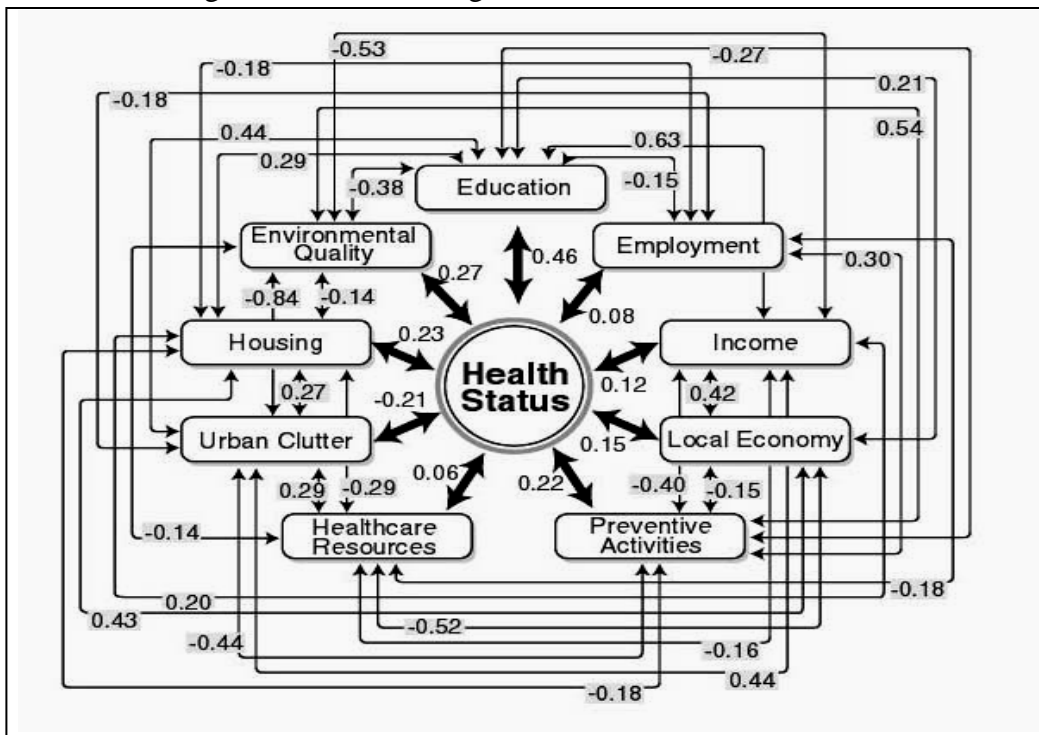 -0.53
-0.27
-0.18
0.21
-0.18
0.54
0.44
0.63
0.29
-0.38
Education
-0.15
Environmental
Quality
Employment
0.46
0.30
0.27
-0.84
-0.14
0.08
Housing
0.23
Income
Health
Status
0.12
0.27
-0.21
0.42
Urban Clutter
Local Economy
0.15
0.06
0.22
0.29
-0.29
-0.40
-0.15
Healthcare
Resources
Preventive
Activities
-0.14
-0.18
0.20
0.43
-0.52
-0.44
-0.16
0.44
-0.18